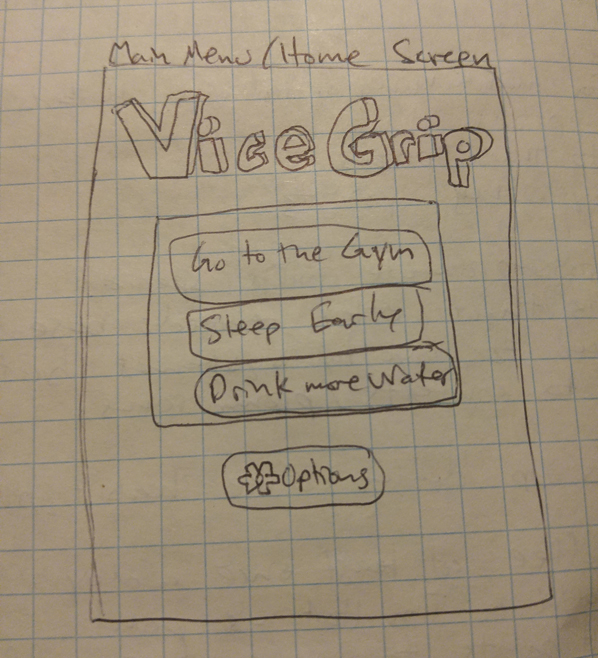 Main Menu/Home Screen
Vice Grip
Go to the Gym
Sleep Early
Drink more Water
Options